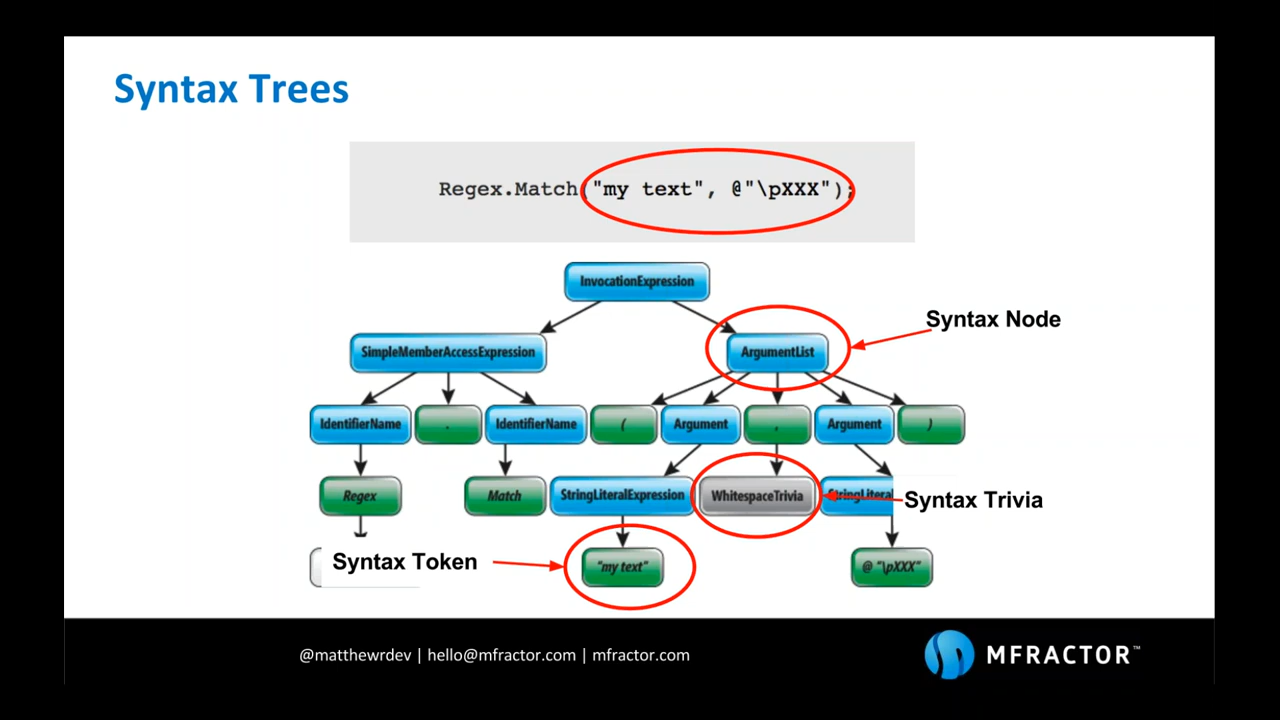 Syntax Trees
Regex.Match("my text", @"\pXXX");
InvocationExpression
Syntax Node
SimpleMemberAccessExpression
ArgumentList
IdentifierName
.
IdentifierName
(
Argument
,
Argument
)
Regex
Match
StringLiteralExpression
WhitespaceTrivia
StringLiteral
Syntax Trivia
Syntax Token
"my text"
@ "\pXXX"
@matthewrdev | hello@mfractor.com | mfractor.com
MFRACTOR™